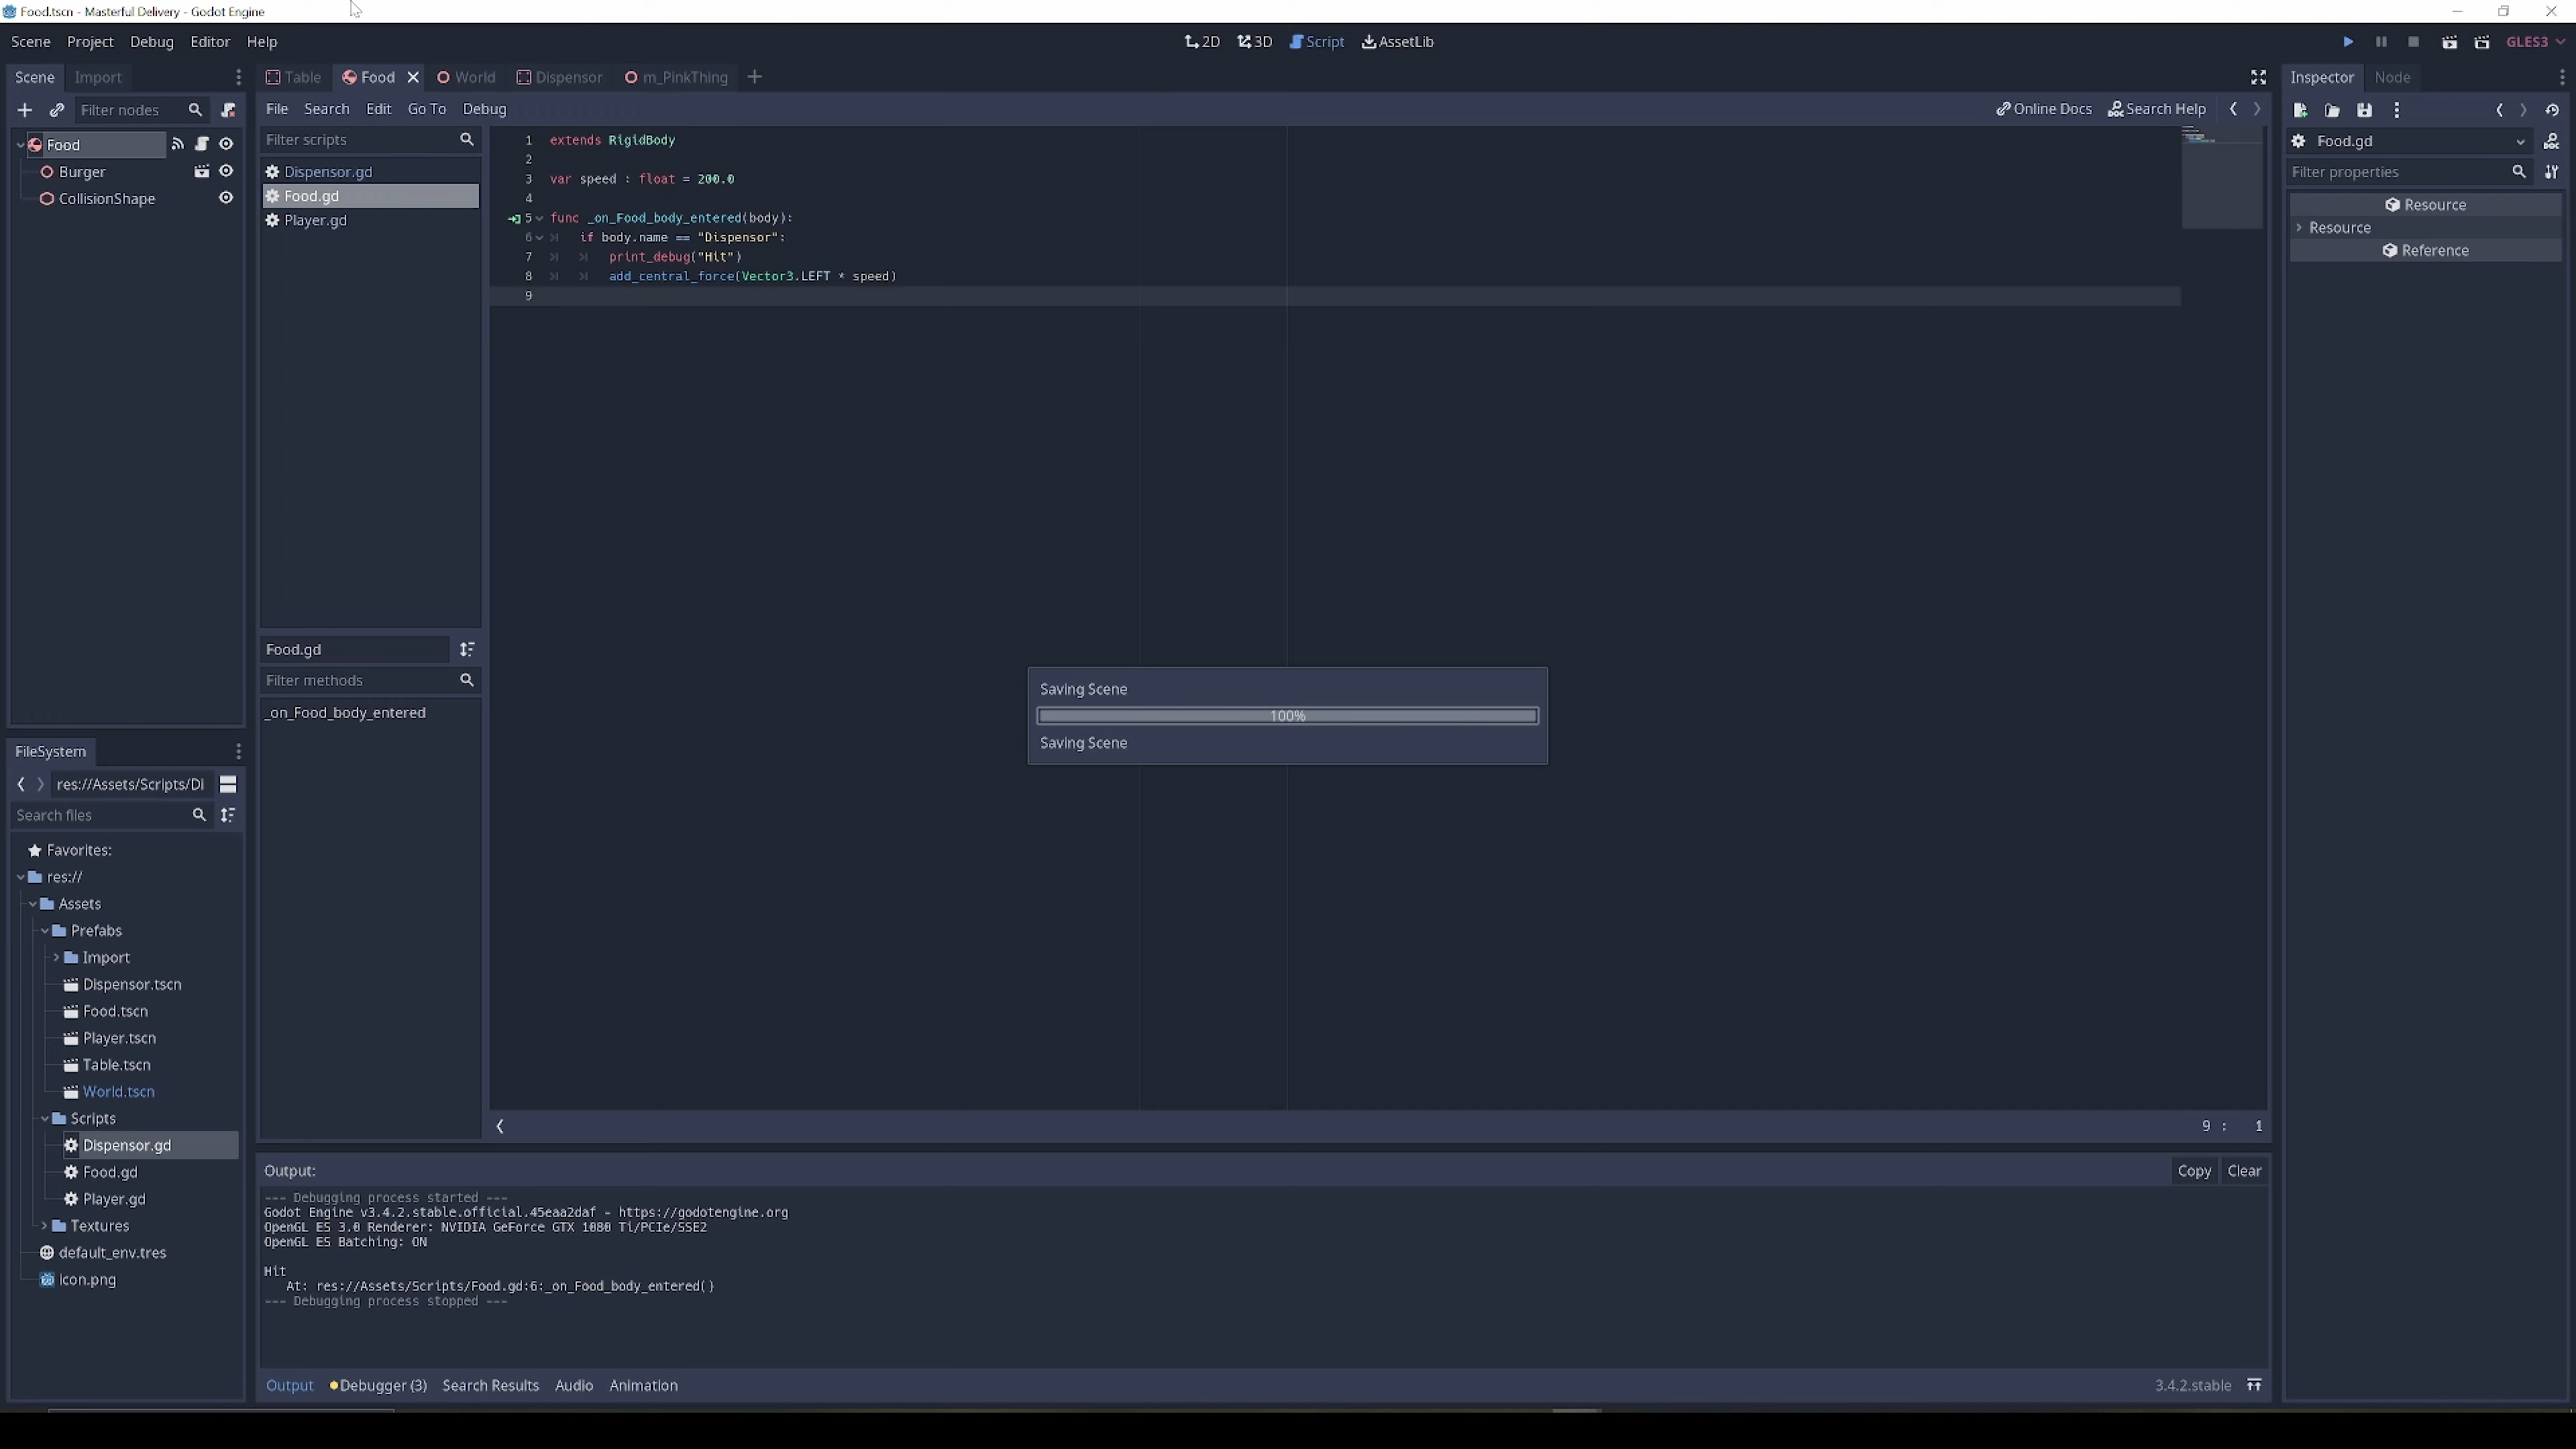 Food.tscn - Masterful Delivery - Godot Engine
Scene Project Debug Editor Help
2D 3D Script AssetLib
GLES3
Scene Import
Table Food World Dispensor m_PinkThing
Inspector Node
Filter nodes
File Search Edit Go To Debug
Online Docs Search Help
Food
Burger
CollisionShape
Filter scripts
Dispensor.gd
Food.gd
Player.gd
1 extends RigidBody
2
3 var speed : float = 200.0
4
5 func _on_Food_body_entered(body):
6 if body.name == "Dispensor":
7 print_debug("Hit")
8 add_central_force(Vector3.LEFT * speed)
9
Food.gd
Filter properties
Resource
Resource
Reference
Food.gd
Filter methods
_on_Food_body_entered
Saving Scene
100%
Saving Scene
FileSystem
res://Assets/Scripts/Di
Search files
Favorites:
res://
Assets
Prefabs
Import
Dispensor.tscn
Food.tscn
Player.tscn
Table.tscn
World.tscn
Scripts
Dispensor.gd
Food.gd
Player.gd
Textures
default_env.tres
icon.png
9 : 1
Output:
Copy Clear
--- Debugging process started ---
Godot Engine v3.4.2.stable.official.45eaa2daf - https://godotengine.org
OpenGL ES 3.0 Renderer: NVIDIA GeForce GTX 1080 Ti/PCIe/SSE2
OpenGL ES Batching: ON
Hit
At: res://Assets/Scripts/Food.gd:6:_on_Food_body_entered()
--- Debugging process stopped ---
Output Debugger (3) Search Results Audio Animation
3.4.2.stable